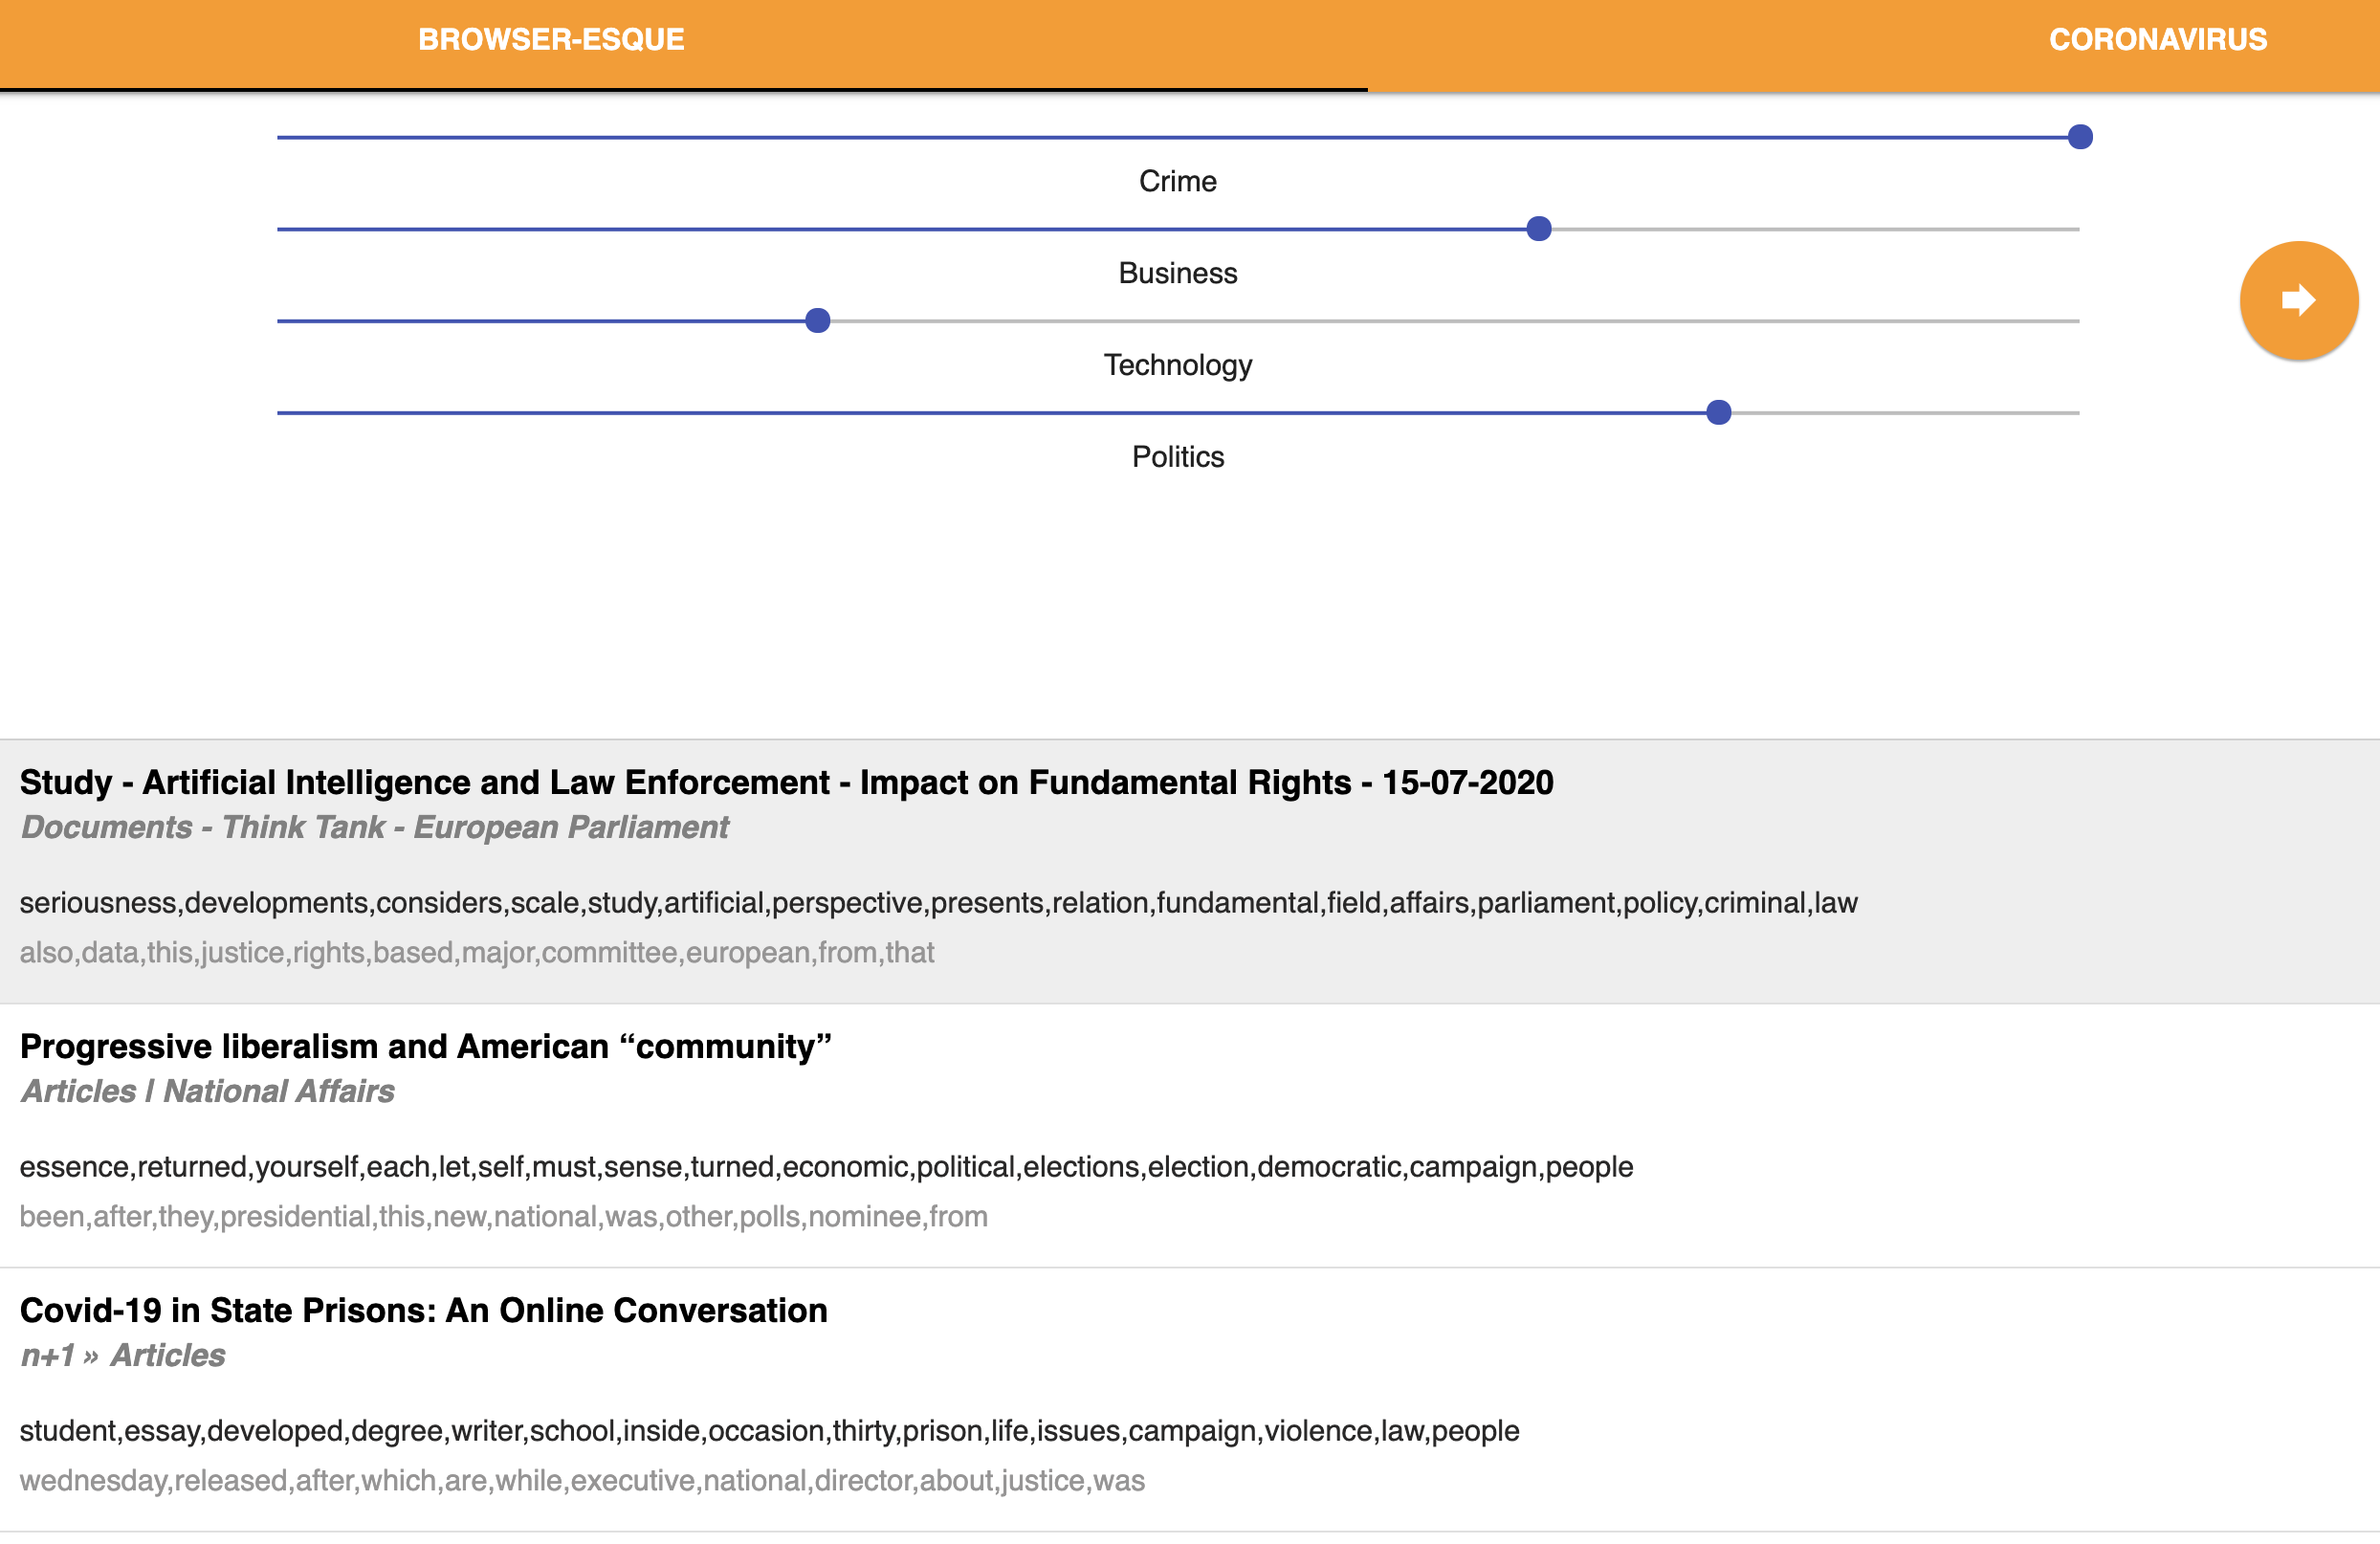 BROWSER-ESQUE
CORONAVIRUS
Crime
Business
Technology
Politics
Study - Artificial Intelligence and Law Enforcement - Impact on Fundamental Rights - 15-07-2020
Documents - Think Tank - European Parliament
seriousness,developments,considers,scale,study,artificial,perspective,presents,relation,fundamental,field,affairs,parliament,policy,criminal,law
also,data,this,justice,rights,based,major,committee,european,from,that
Progressive liberalism and American “community”
Articles | National Affairs
essence,returned,yourself,each,let,self,must,sense,turned,economic,political,elections,election,democratic,campaign,people
been,after,they,presidential,this,new,national,was,other,polls,nominee,from
Covid-19 in State Prisons: An Online Conversation
n+1 » Articles
student,essay,developed,degree,writer,school,inside,occasion,thirty,prison,life,issues,campaign,violence,law,people
wednesday,released,after,which,are,while,executive,national,director,about,justice,was